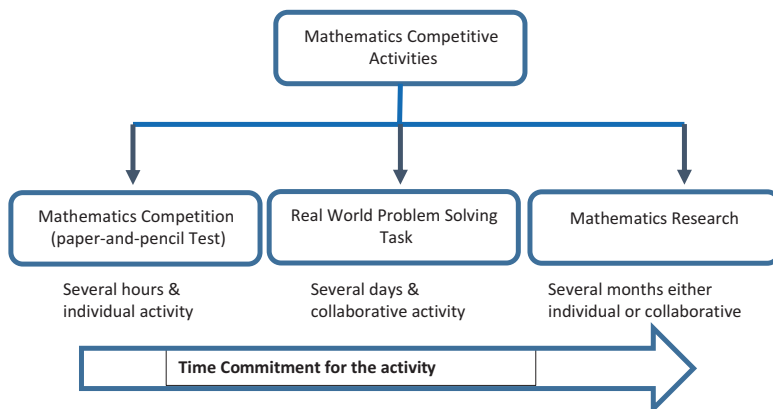 Mathematics Competitive
Activities
Mathematics Competition
(paper-and-pencil Test)
Real World Problem Solving
Task
Mathematics Research
Several hours &
individual activity
Several days &
collaborative activity
Several months either
individual or collaborative
Time Commitment for the activity